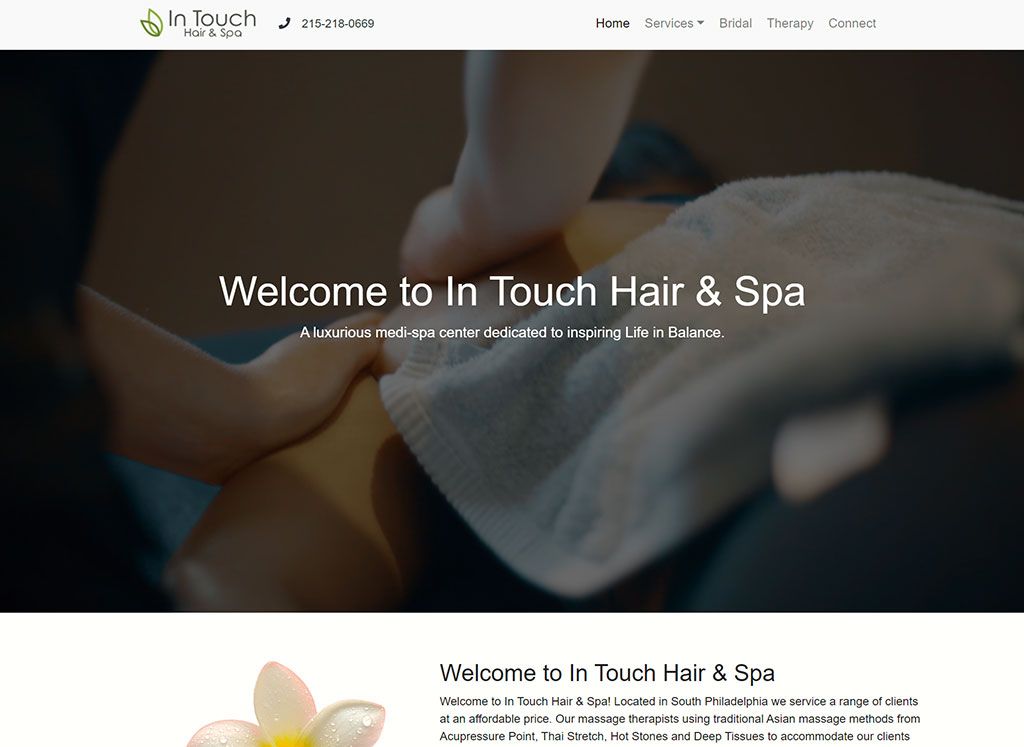 In Touch
Hair & Spa
215-218-0669
Home Services Bridal Therapy Connect
Welcome to In Touch Hair & Spa
A luxurious medi-spa center dedicated to inspiring Life in Balance.
Welcome to In Touch Hair & Spa
Welcome to In Touch Hair & Spa! Located in South Philadelphia we service a range of clients
at an affordable price. Our massage therapists using traditional Asian massage methods from
Acupressure Point, Thai Stretch, Hot Stones and Deep Tissues to accommodate our clients